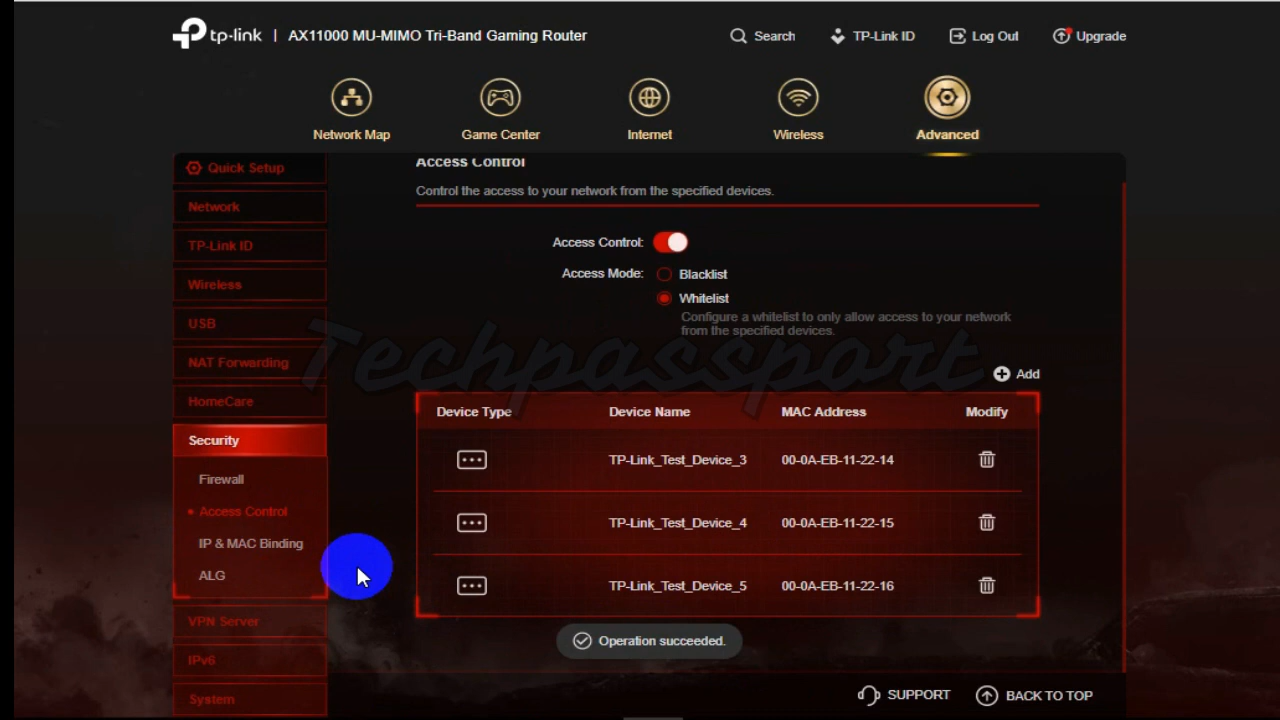 tp-link | AX11000 MU-MIMO Tri-Band Gaming Router Search TP-Link ID Log Out Upgrade
Network Map Game Center Internet Wireless Advanced
Quick Setup
Network
TP-Link ID
Wireless
USB
NAT Forwarding
HomeCare
Security
Firewall
Access Control
IP & MAC Binding
ALG
VPN Server
IPv6
System
Access Control
Control the access to your network from the specified devices.
Access Control:
Access Mode: Blacklist
Whitelist
Configure a whitelist to only allow access to your network
from the specified devices.
Techpassport
Add
Device Type Device Name MAC Address Modify
TP-Link_Test_Device_3 00-0A-EB-11-22-14
TP-Link_Test_Device_4 00-0A-EB-11-22-15
TP-Link_Test_Device_5 00-0A-EB-11-22-16
Operation succeeded.
SUPPORT BACK TO TOP